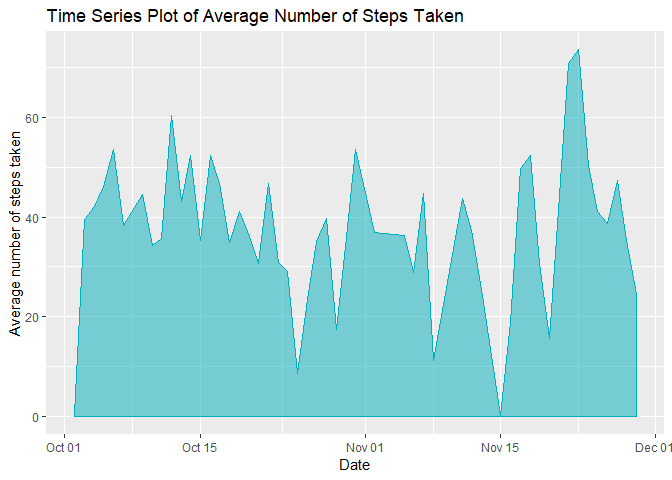 Time Series Plot of Average Number of Steps Taken
Average number of steps taken
60
40
20
0
Oct 01
Oct 15
Nov 01
Nov 15
Dec 01
Date